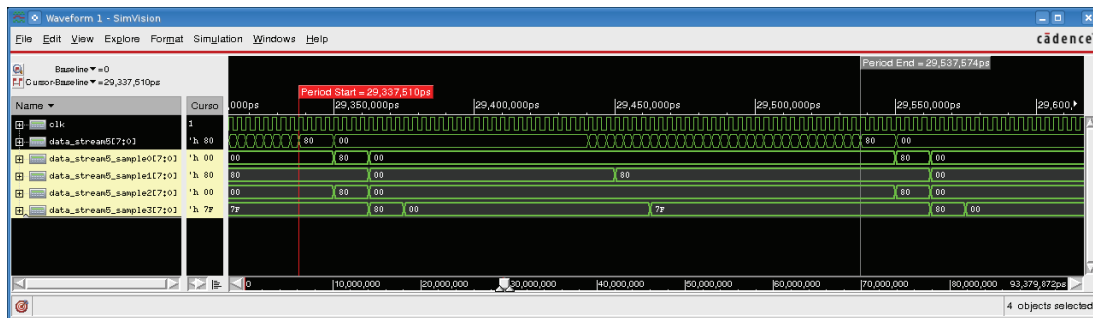 Waveform 1 - SimVision
File Edit View Explore Format Simulation Windows Help
cādence
Baseline ▼ =0
Cursor-Baseline ▼ =29,337,510ps
Period End = 29,537,574ps
Period Start = 29,337,510ps
Name ▼ Curso ,000ps 29,350,000ps 29,400,000ps 29,450,000ps 29,500,000ps 29,550,000ps 29,600,
clk 1
data_stream5[7:0] 'h 80 80 00 80 00
data_stream5_sample0[7:0] 'h 00 00 80 00 80 00
data_stream5_sample1[7:0] 'h 80 80 00 80 00
data_stream5_sample2[7:0] 'h 00 00 80 00 80 00
data_stream5_sample3[7:0] 'h 7F 7F 80 00 7F 80 00
0 10,000,000 20,000,000 30,000,000 40,000,000 50,000,000 60,000,000 70,000,000 80,000,000 93,379,872ps
4 objects selected